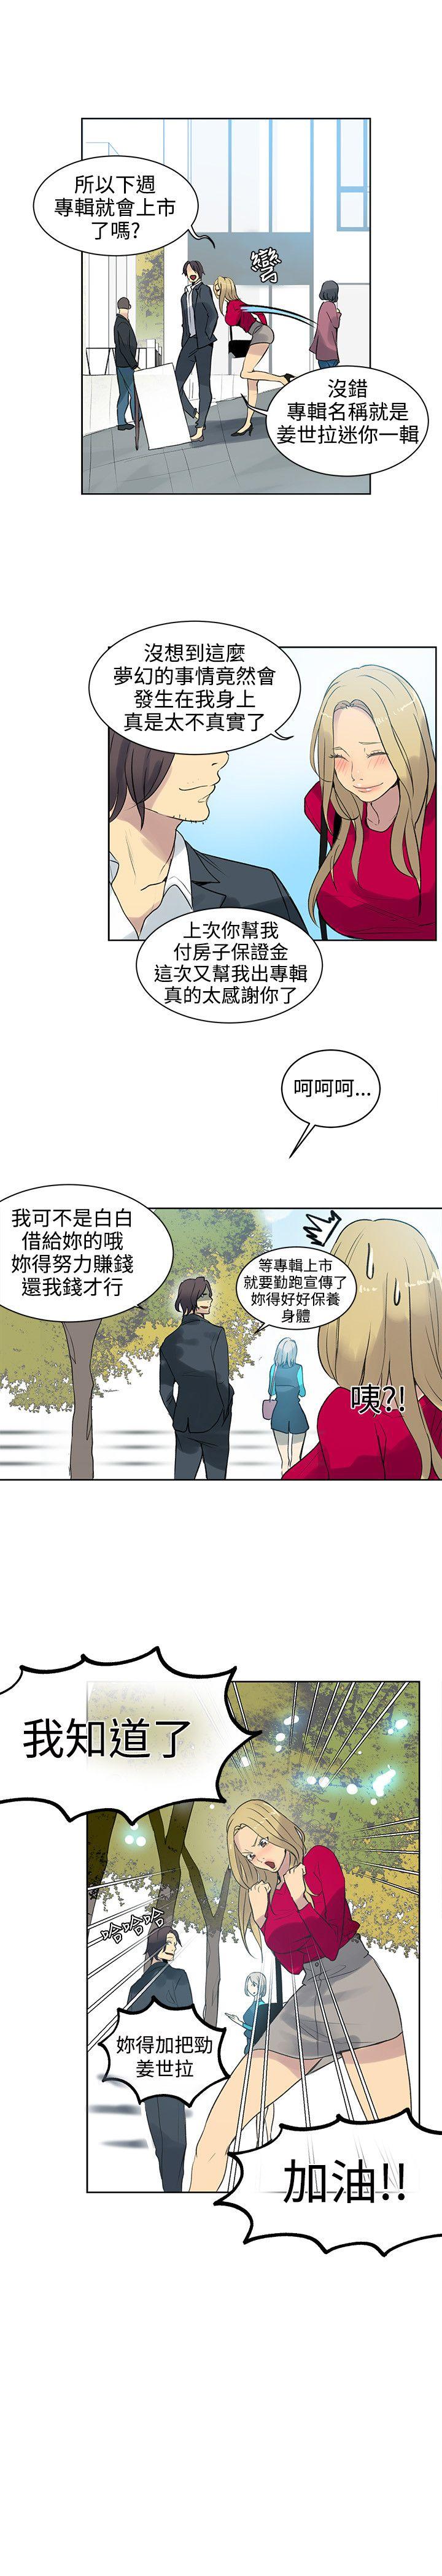 所以下週
專輯就會上市
了嗎?
彎
沒錯
專輯名稱就是
姜世拉迷你一輯
沒想到這麼
夢幻的事情竟然會
發生在我身上
真是太不真實了
上次你幫我
付房子保證金
這次又幫我出專輯
真的太感謝你了
呵呵呵...
我可不是白白
借給妳的哦
妳得努力賺錢
還我錢才行
等專輯上市
就要勤跑宣傳了
妳得好好保養
身體
咦?!
我知道了
哈哈哈
妳得加把勁
姜世拉
加油!!